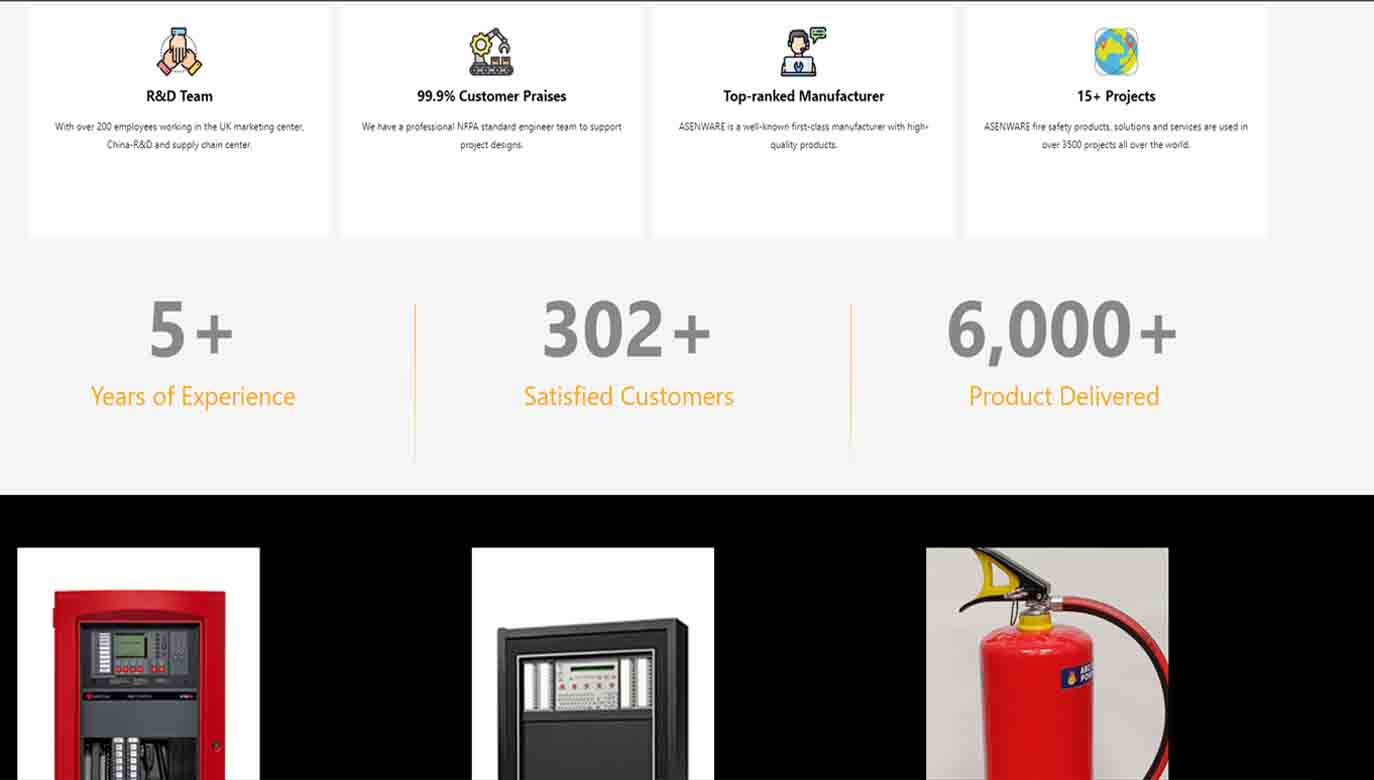 R&D Team
With over 200 employees working in the UK marketing center,
China-R&D and supply chain center.
99.9% Customer Praises
We have a professional NFPA standard engineer team to support
project designs.
Top-ranked Manufacturer
ASENWARE is a well-known first-class manufacturer with high-
quality products.
15+ Projects
ASENWARE fire safety products, solutions and services are used in
over 3500 projects all over the world.
5+
Years of Experience
302+
Satisfied Customers
6,000+
Product Delivered